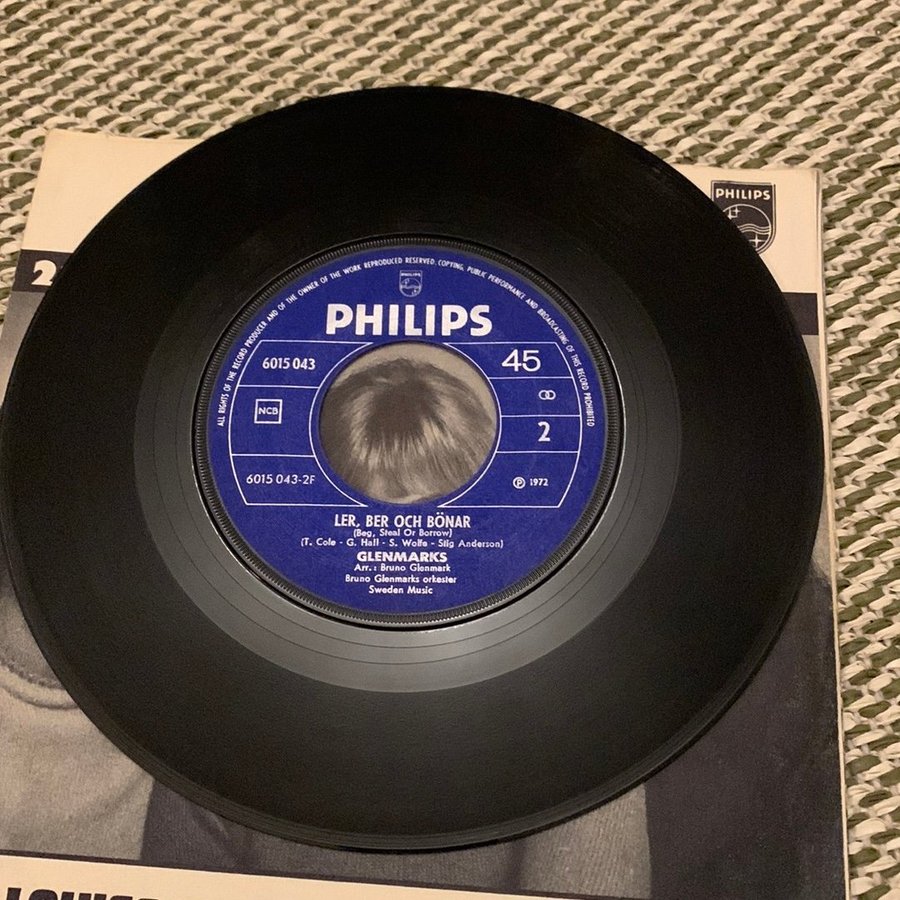 PHILIPS
2
ALL RIGHTS OF THE RECORD PRODUCER AND OF THE OWNER OF THE WORK REPRODUCED RESERVED. COPYING, PUBLIC PERFORMANCE AND BROADCASTING OF THIS RECORD PROHIBITED
PHILIPS
PHILIPS
6015 043
45
NCB
2
6015 043-2F
Ⓟ 1972
LER, BER OCH BÖNAR
(Beg, Steal Or Borrow)
(T. Cole - G. Hall - S. Wolfe - Stig Anderson)
GLENMARKS
Arr.: Bruno Glenmark
Bruno Glenmarks orkester
Sweden Music